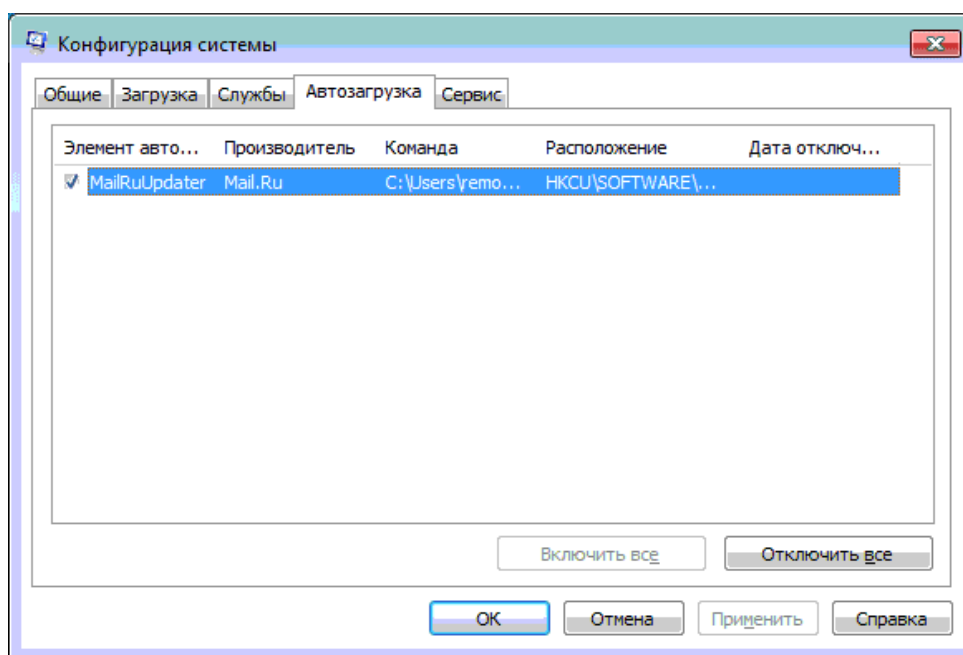 Конфигурация системы
Общие Загрузка Службы Автозагрузка Сервис
Элемент авто... Производитель Команда Расположение Дата отключ...
MailRuUpdater Mail.Ru C:\Users\remo... HKCU\SOFTWARE\...
Включить все Отключить все
ОК Отмена Применить Справка